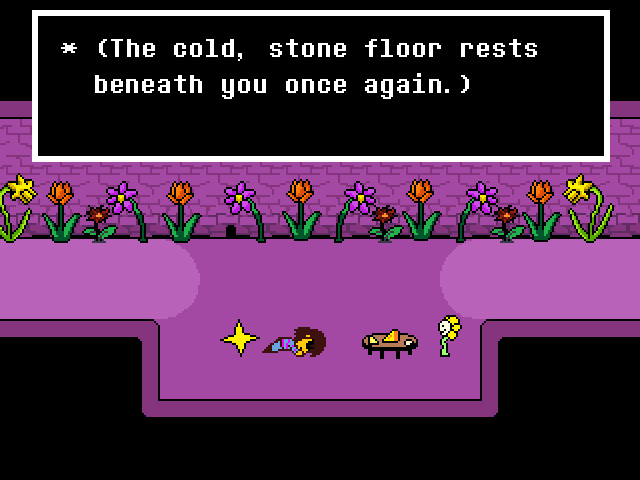 * (The cold, stone floor rests
beneath you once again.)